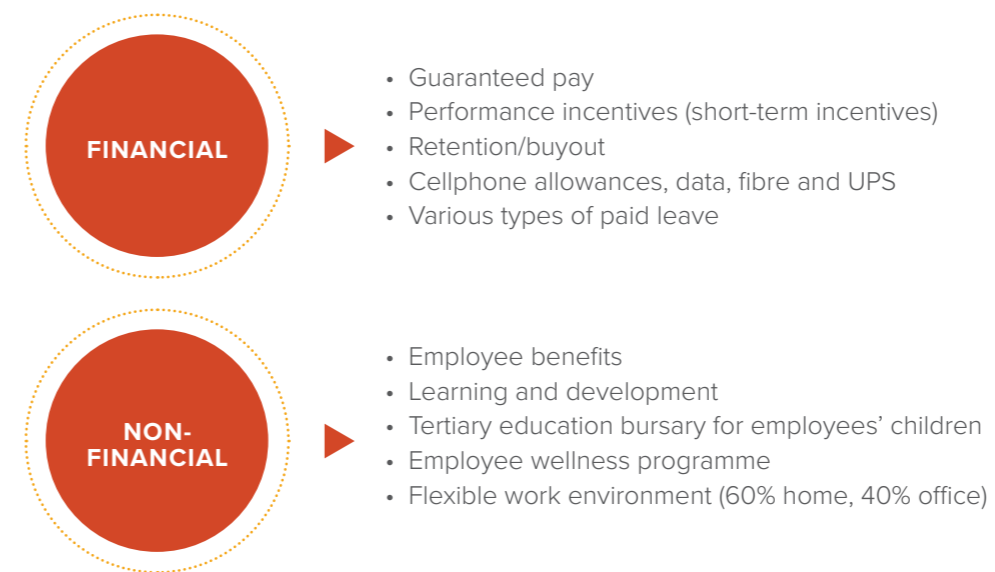 FINANCIAL
• Guaranteed pay
• Performance incentives (short-term incentives)
• Retention/buyout
• Cellphone allowances, data, fibre and UPS
• Various types of paid leave
NON-
FINANCIAL
• Employee benefits
• Learning and development
• Tertiary education bursary for employees’ children
• Employee wellness programme
• Flexible work environment (60% home, 40% office)